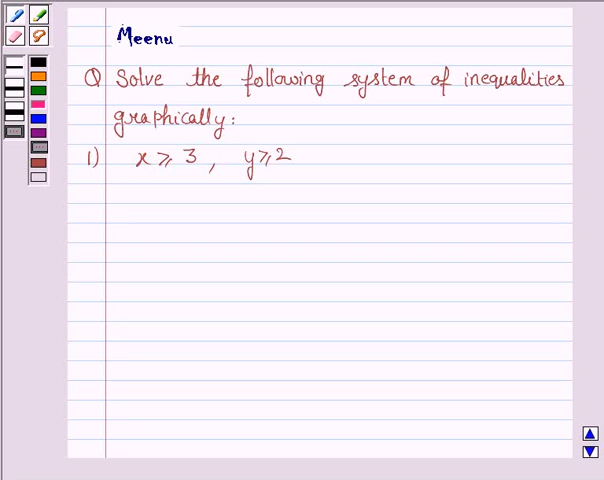 Meenu
Q Solve the following system of inequalities
graphically:
1) x ⩾ 3, y ⩾ 2